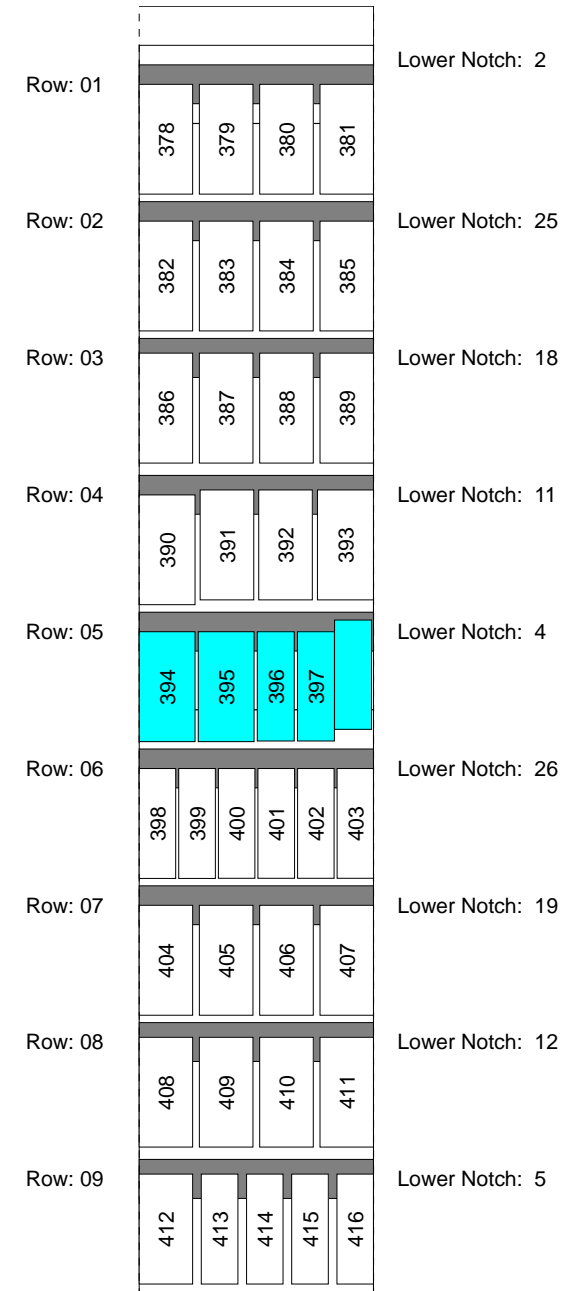 Row: 01 Lower Notch: 2
378 379 380 381
Row: 02 Lower Notch: 25
382 383 384 385
Row: 03 Lower Notch: 18
386 387 388 389
Row: 04 Lower Notch: 11
390 391 392 393
Row: 05 Lower Notch: 4
394 395 396 397
Row: 06 Lower Notch: 26
398 399 400 401 402 403
Row: 07 Lower Notch: 19
404 405 406 407
Row: 08 Lower Notch: 12
408 409 410 411
Row: 09 Lower Notch: 5
412 413 414 415 416